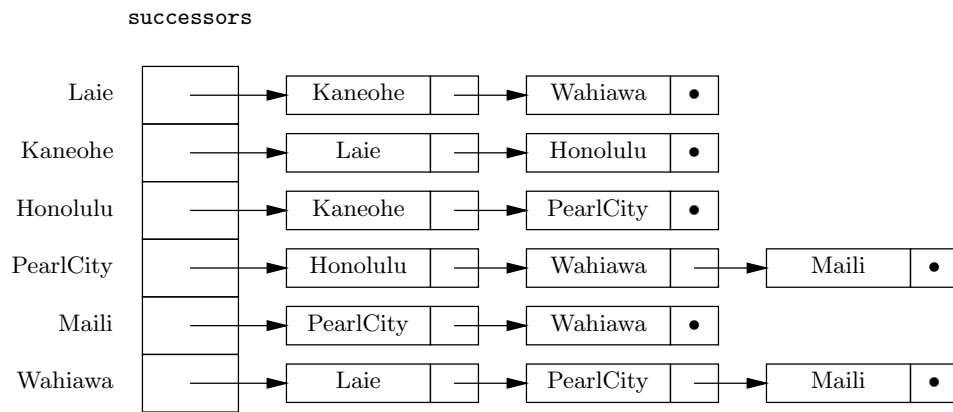 successors
Laie Kaneohe Wahiawa
Kaneohe Laie Honolulu
Honolulu Kaneohe PearlCity
PearlCity Honolulu Wahiawa Maili
Maili PearlCity Wahiawa
Wahiawa Laie PearlCity Maili